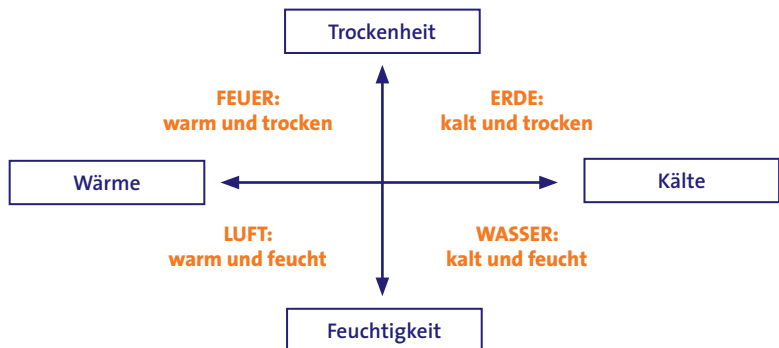 Trockenheit
FEUER:
warm und trocken
ERDE:
kalt und trocken
Wärme
Kälte
LUFT:
warm und feucht
WASSER:
kalt und feucht
Feuchtigkeit